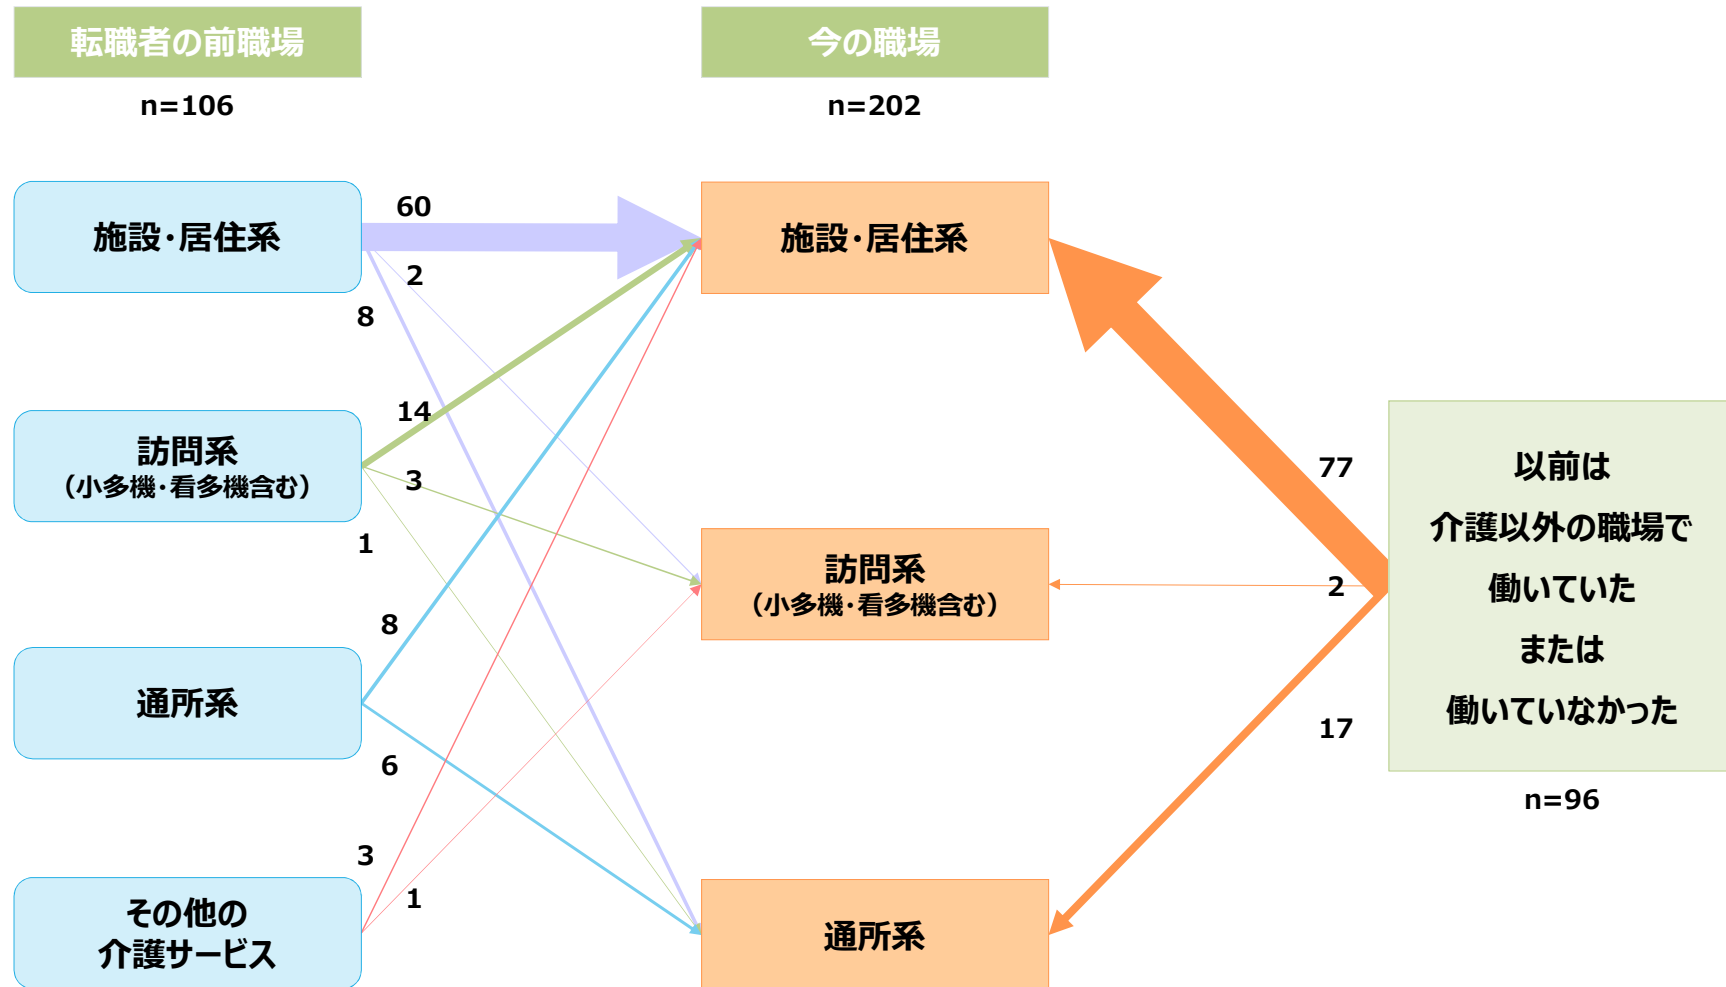 転職者の前職場
n=106
施設・居住系
60
2
8
訪問系
（小多機・看多機含む）
14
3
1
通所系
8
6
その他の
介護サービス
3
1
今の職場
n=202
施設・居住系
訪問系
（小多機・看多機含む）
通所系
77
2
17
以前は
介護以外の職場で
働いていた
または
働いていなかった
n=96